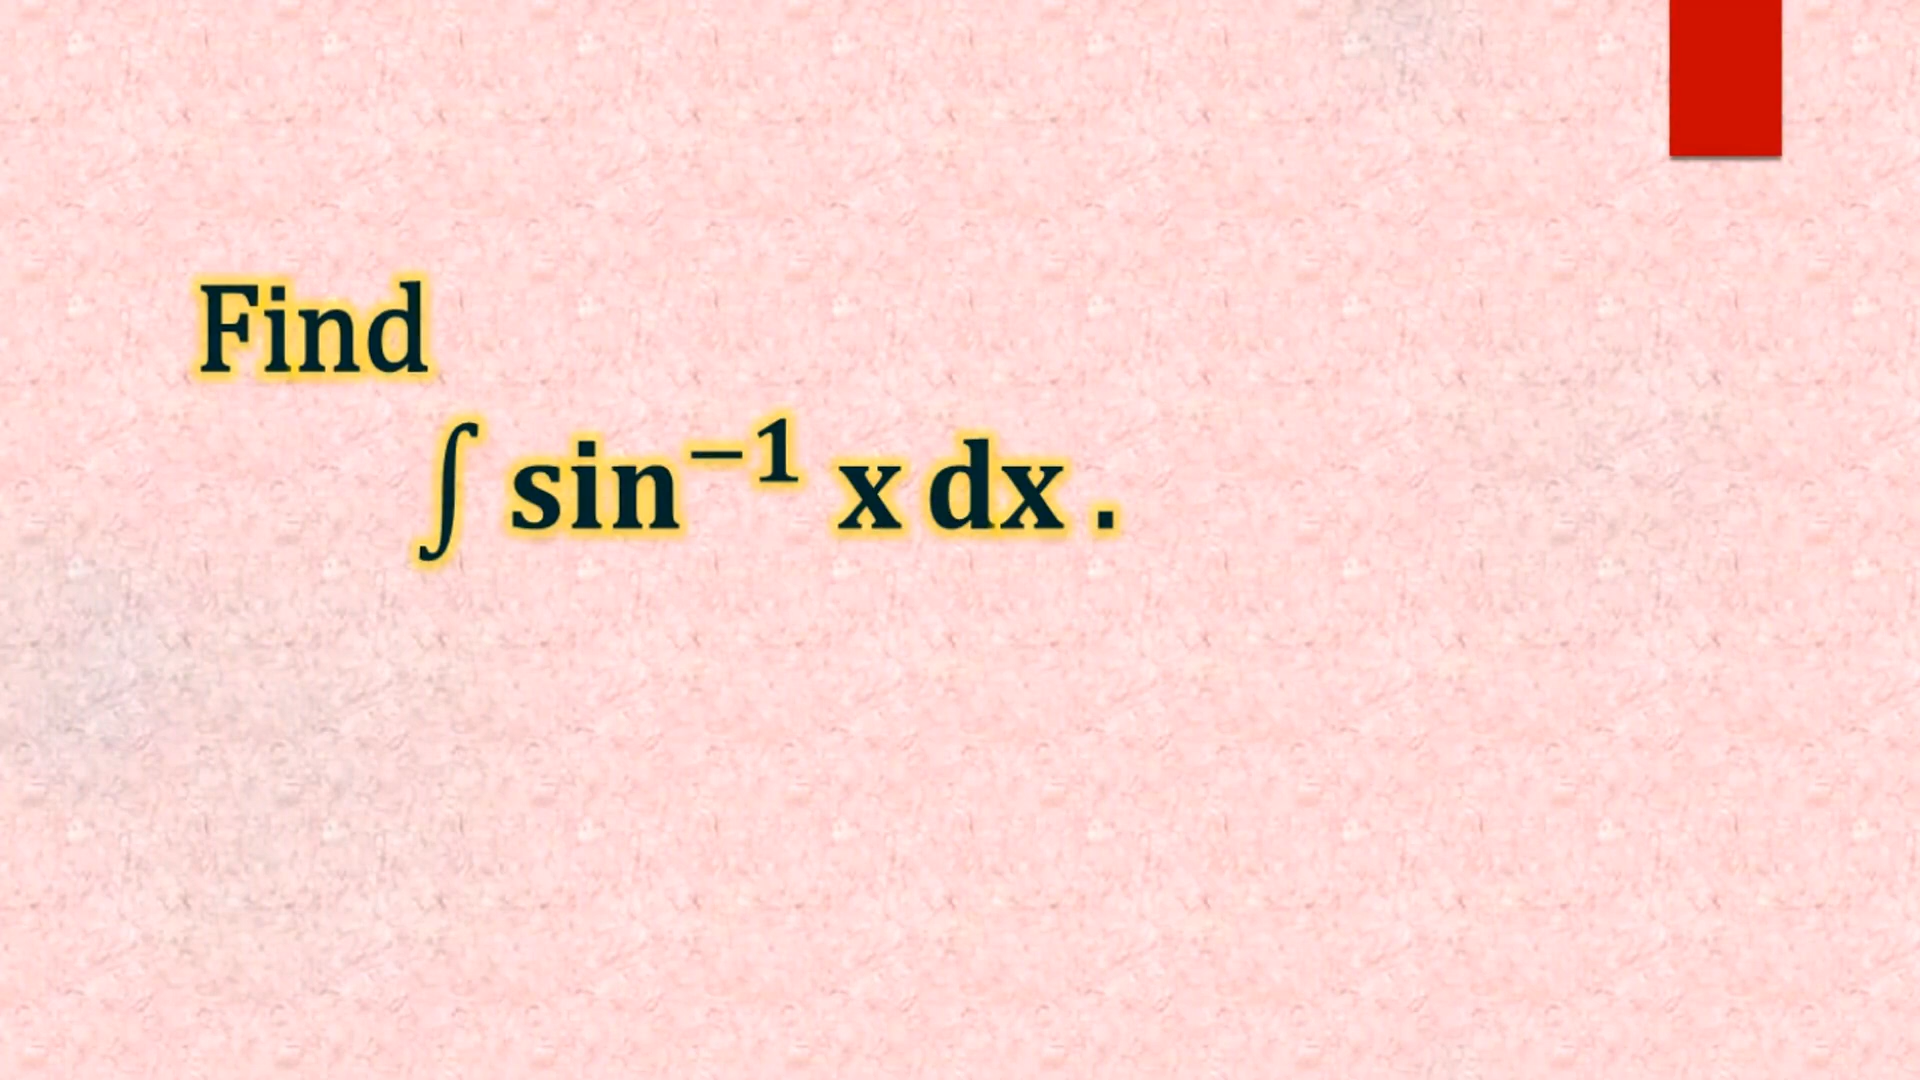 Find
∫ sin⁻¹ x dx .